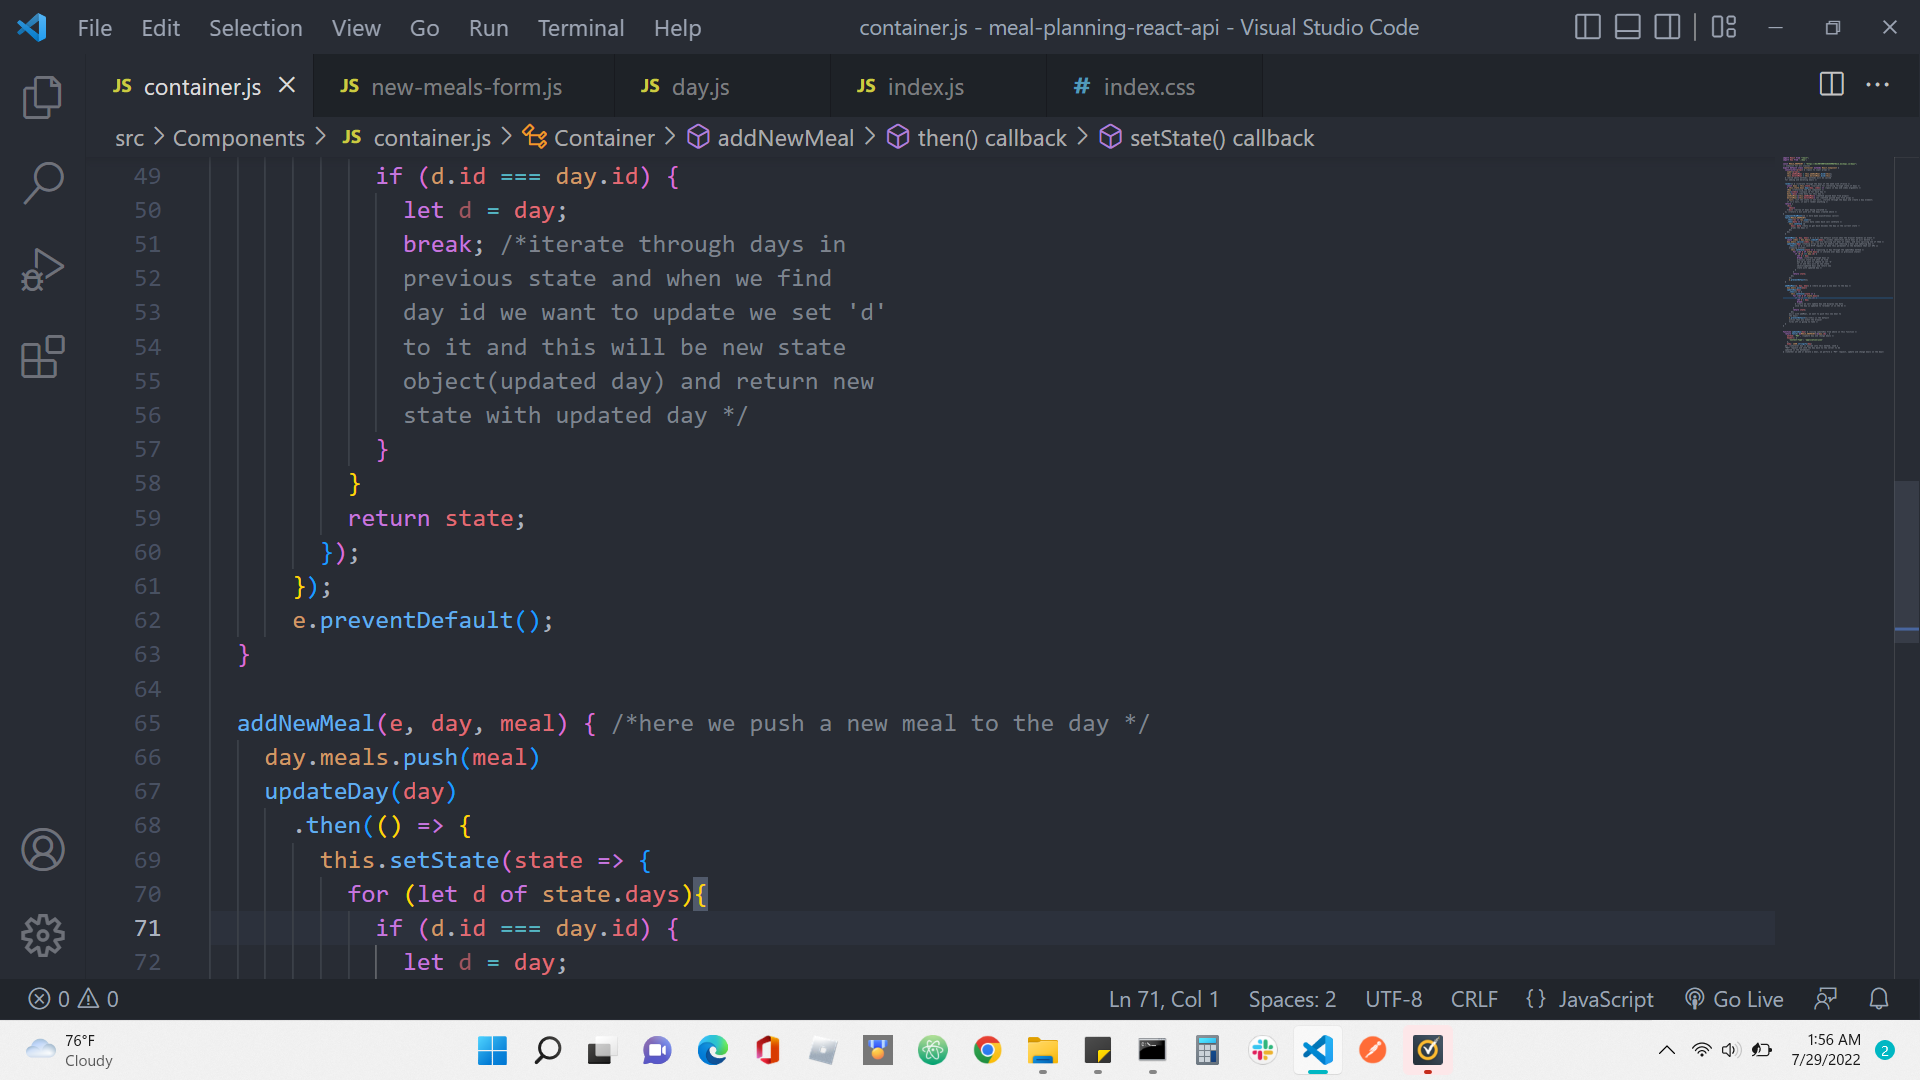 File Edit Selection View Go Run Terminal Help container.js - meal-planning-react-api - Visual Studio Code
JS container.js JS new-meals-form.js JS day.js JS index.js # index.css
src > Components > JS container.js > Container > addNewMeal > then() callback > setState() callback
49 if (d.id === day.id) {
50 let d = day;
51 break; /*iterate through days in
52 previous state and when we find
53 day id we want to update we set 'd'
54 to it and this will be new state
55 object(updated day) and return new
56 state with updated day */
57 }
58 }
59 return state;
60 });
61 });
62 e.preventDefault();
63 }
64
65 addNewMeal(e, day, meal) { /*here we push a new meal to the day */
66 day.meals.push(meal)
67 updateDay(day)
68 .then(() => {
69 this.setState(state => {
70 for (let d of state.days){
71 if (d.id === day.id) {
72 let d = day;
0 0 Ln 71, Col 1 Spaces: 2 UTF-8 CRLF {} JavaScript Go Live
76°F
Cloudy
1:56 AM
7/29/2022
2